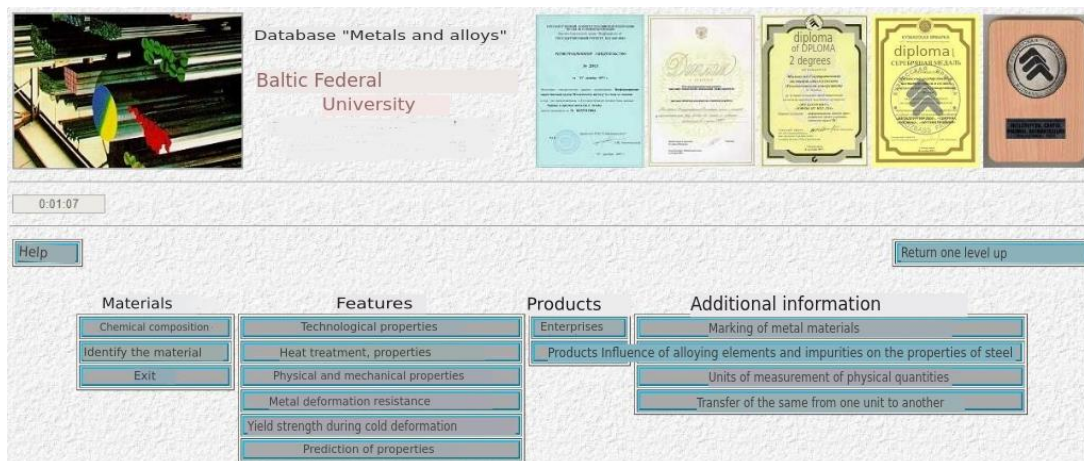 Database "Metals and alloys"
Baltic Federal
University
diploma
of DIPLOMA
2 degrees
diploma
0:01:07
Help
Return one level up
Materials
Features
Products
Additional information
Chemical composition
Technological properties
Enterprises
Marking of metal materials
Identify the material
Heat treatment, properties
Products Influence of alloying elements and impurities on the properties of steel
Exit
Physical and mechanical properties
Units of measurement of physical quantities
Metal deformation resistance
Transfer of the same from one unit to another
Yield strength during cold deformation
Prediction of properties